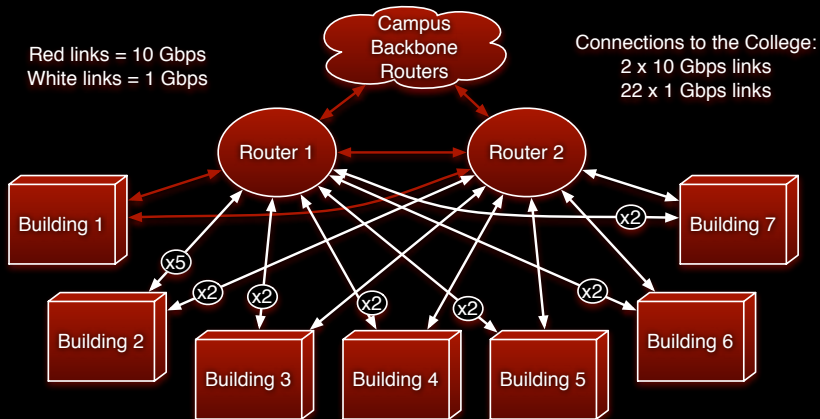 Campus
Backbone
Routers
Red links = 10 Gbps
White links = 1 Gbps
Connections to the College:
2 x 10 Gbps links
22 x 1 Gbps links
Router 1
Router 2
Building 1
Building 7
x2
x5
x2
x2
x2
x2
x2
Building 2
Building 6
Building 3
Building 4
Building 5